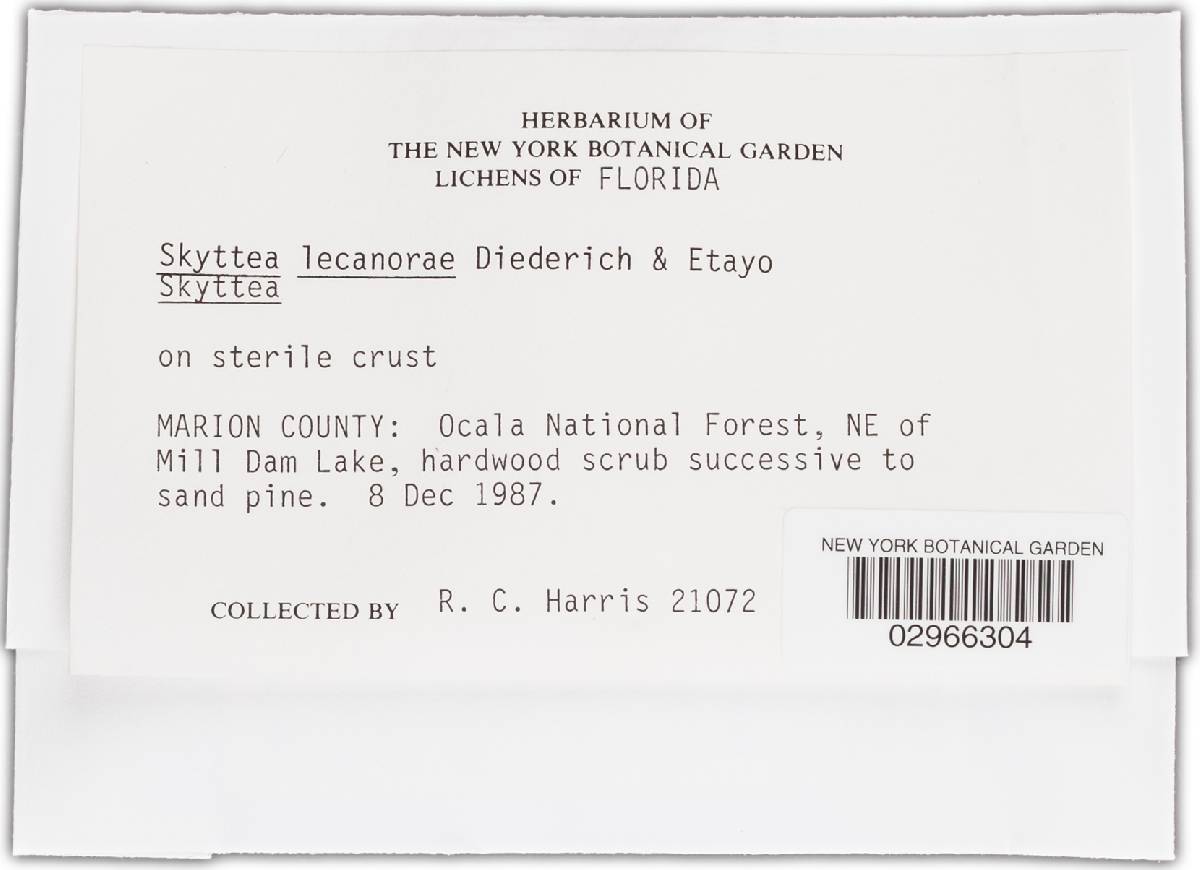 HERBARIUM OF
THE NEW YORK BOTANICAL GARDEN
LICHENS OF FLORIDA
Skyttea lecanorae Diederich & Etayo
Skyttea
on sterile crust
MARION COUNTY: Ocala National Forest, NE of
Mill Dam Lake, hardwood scrub successive to
sand pine. 8 Dec 1987.
COLLECTED BY R. C. Harris 21072
NEW YORK BOTANICAL GARDEN
02966304